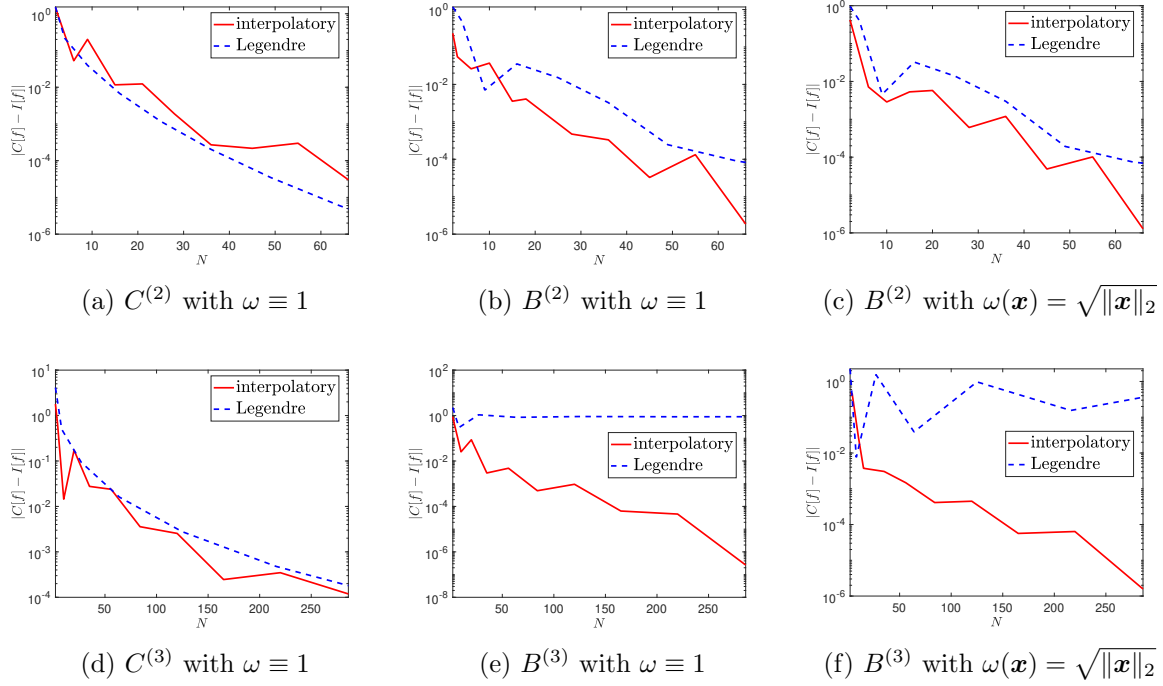 10^0
10^-2
10^-4
10^-6
|C[f] − I[f]|
interpolatory
Legendre
10 20 30 40 50 60
N
(a) C^(2) with ω ≡ 1
10^0
10^-2
10^-4
10^-6
|C[f] − I[f]|
interpolatory
Legendre
10 20 30 40 50 60
N
(b) B^(2) with ω ≡ 1
10^0
10^-2
10^-4
10^-6
|C[f] − I[f]|
interpolatory
Legendre
10 20 30 40 50 60
N
(c) B^(2) with ω(x) = √‖x‖₂
10^1
10^0
10^-1
10^-2
10^-3
10^-4
|C[f] − I[f]|
interpolatory
Legendre
50 100 150 200 250
N
(d) C^(3) with ω ≡ 1
10^2
10^0
10^-2
10^-4
10^-6
10^-8
|C[f] − I[f]|
interpolatory
Legendre
50 100 150 200 250
N
(e) B^(3) with ω ≡ 1
10^0
10^-2
10^-4
10^-6
|C[f] − I[f]|
interpolatory
Legendre
50 100 150 200 250
N
(f) B^(3) with ω(x) = √‖x‖₂